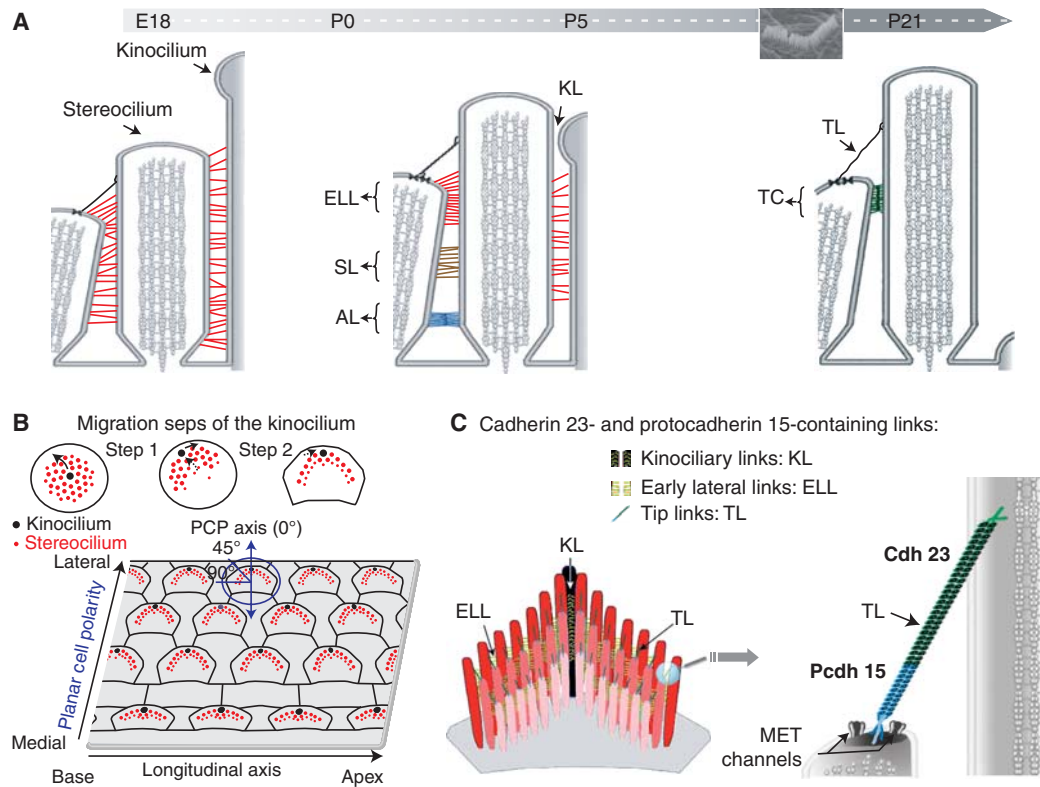 A
E18 P0 P5 P21
Kinocilium
Stereocilium
KL
ELL
SL
AL
TL
TC
B
Migration seps of the kinocilium
Step 1 Step 2
Kinocilium
Stereocilium
PCP axis (0°)
45°
90°
Lateral
Planar cell polarity
Medial
Base
Longitudinal axis
Apex
C Cadherin 23- and protocadherin 15-containing links:
Kinociliary links: KL
Early lateral links: ELL
Tip links: TL
KL
ELL
TL
Cdh 23
TL
Pcdh 15
MET
channels